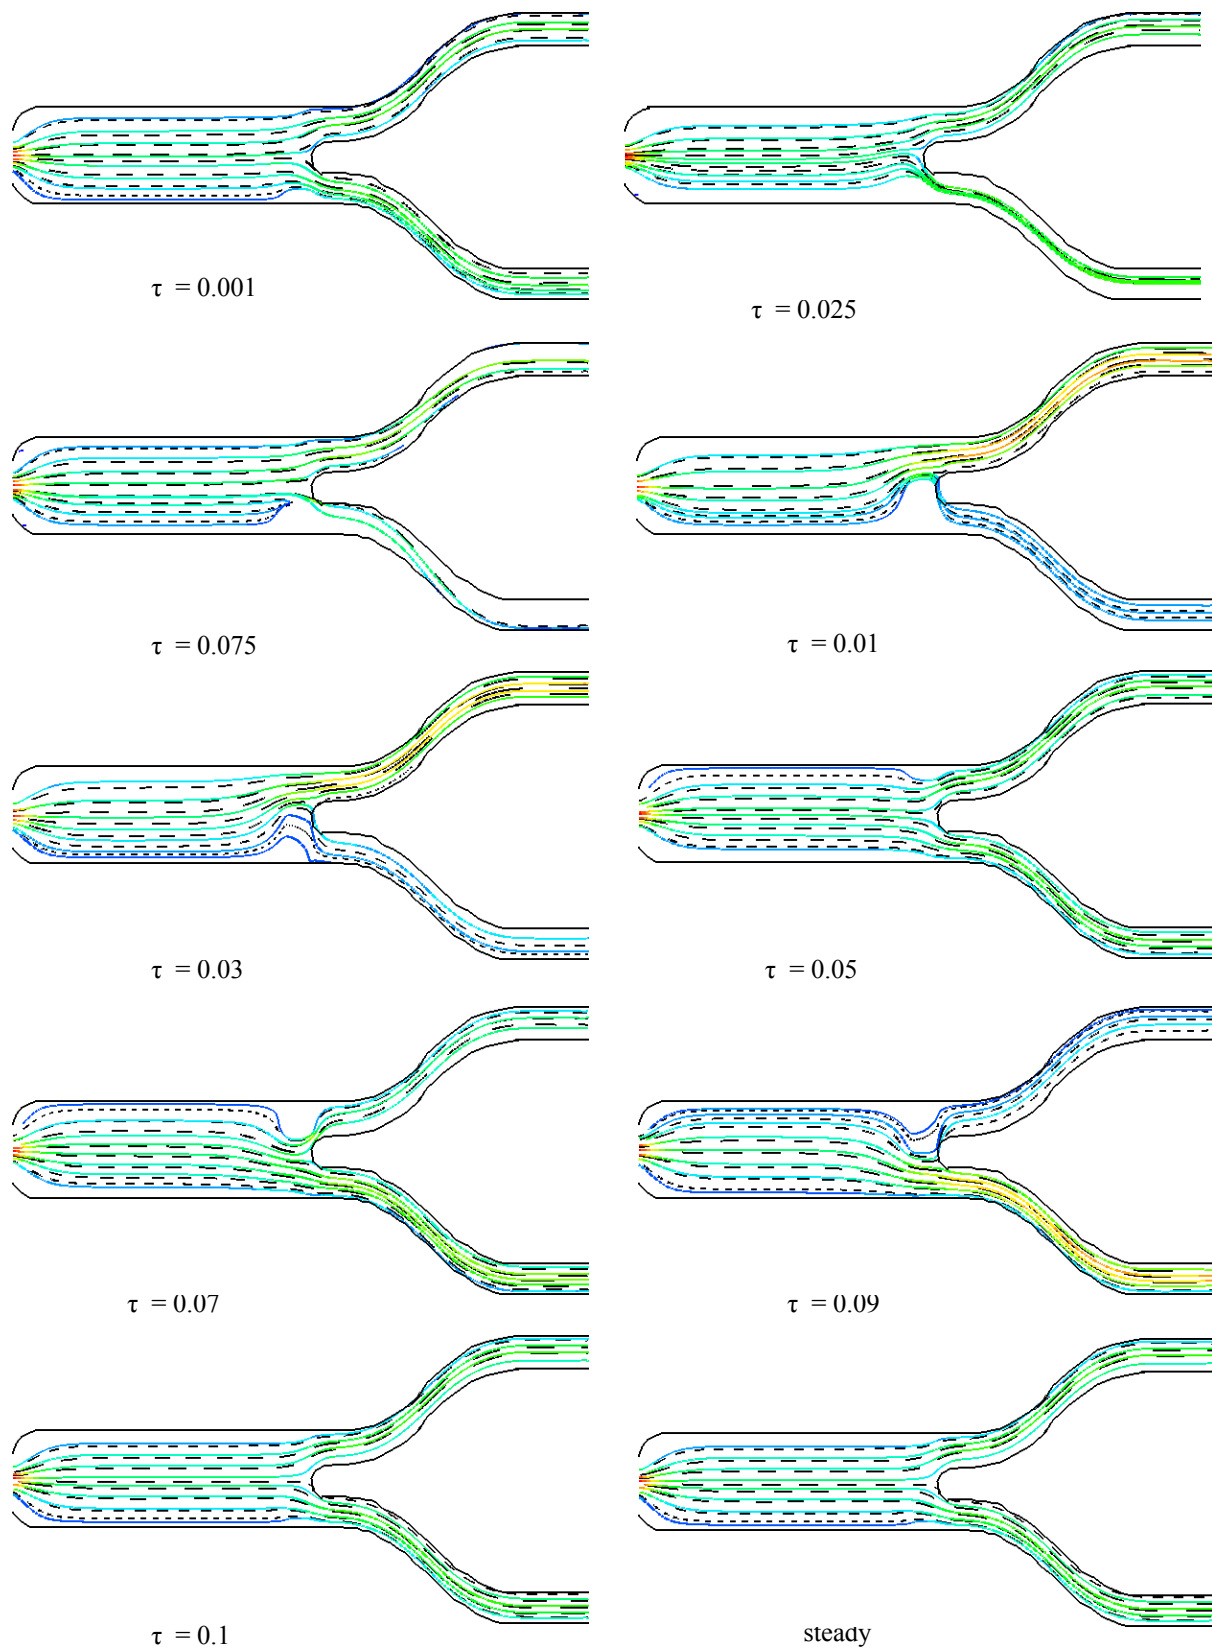 τ = 0.001
τ = 0.025
τ = 0.075
τ = 0.01
τ = 0.03
τ = 0.05
τ = 0.07
τ = 0.09
τ = 0.1
steady